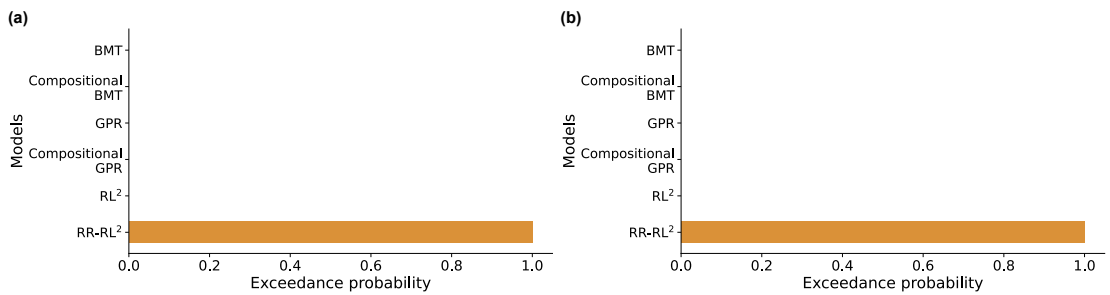 (a)
Models
BMT
Compositional
BMT
GPR
Compositional
GPR
RL²
RR-RL²
0.0 0.2 0.4 0.6 0.8 1.0
Exceedance probability
(b)
Models
BMT
Compositional
BMT
GPR
Compositional
GPR
RL²
RR-RL²
0.0 0.2 0.4 0.6 0.8 1.0
Exceedance probability